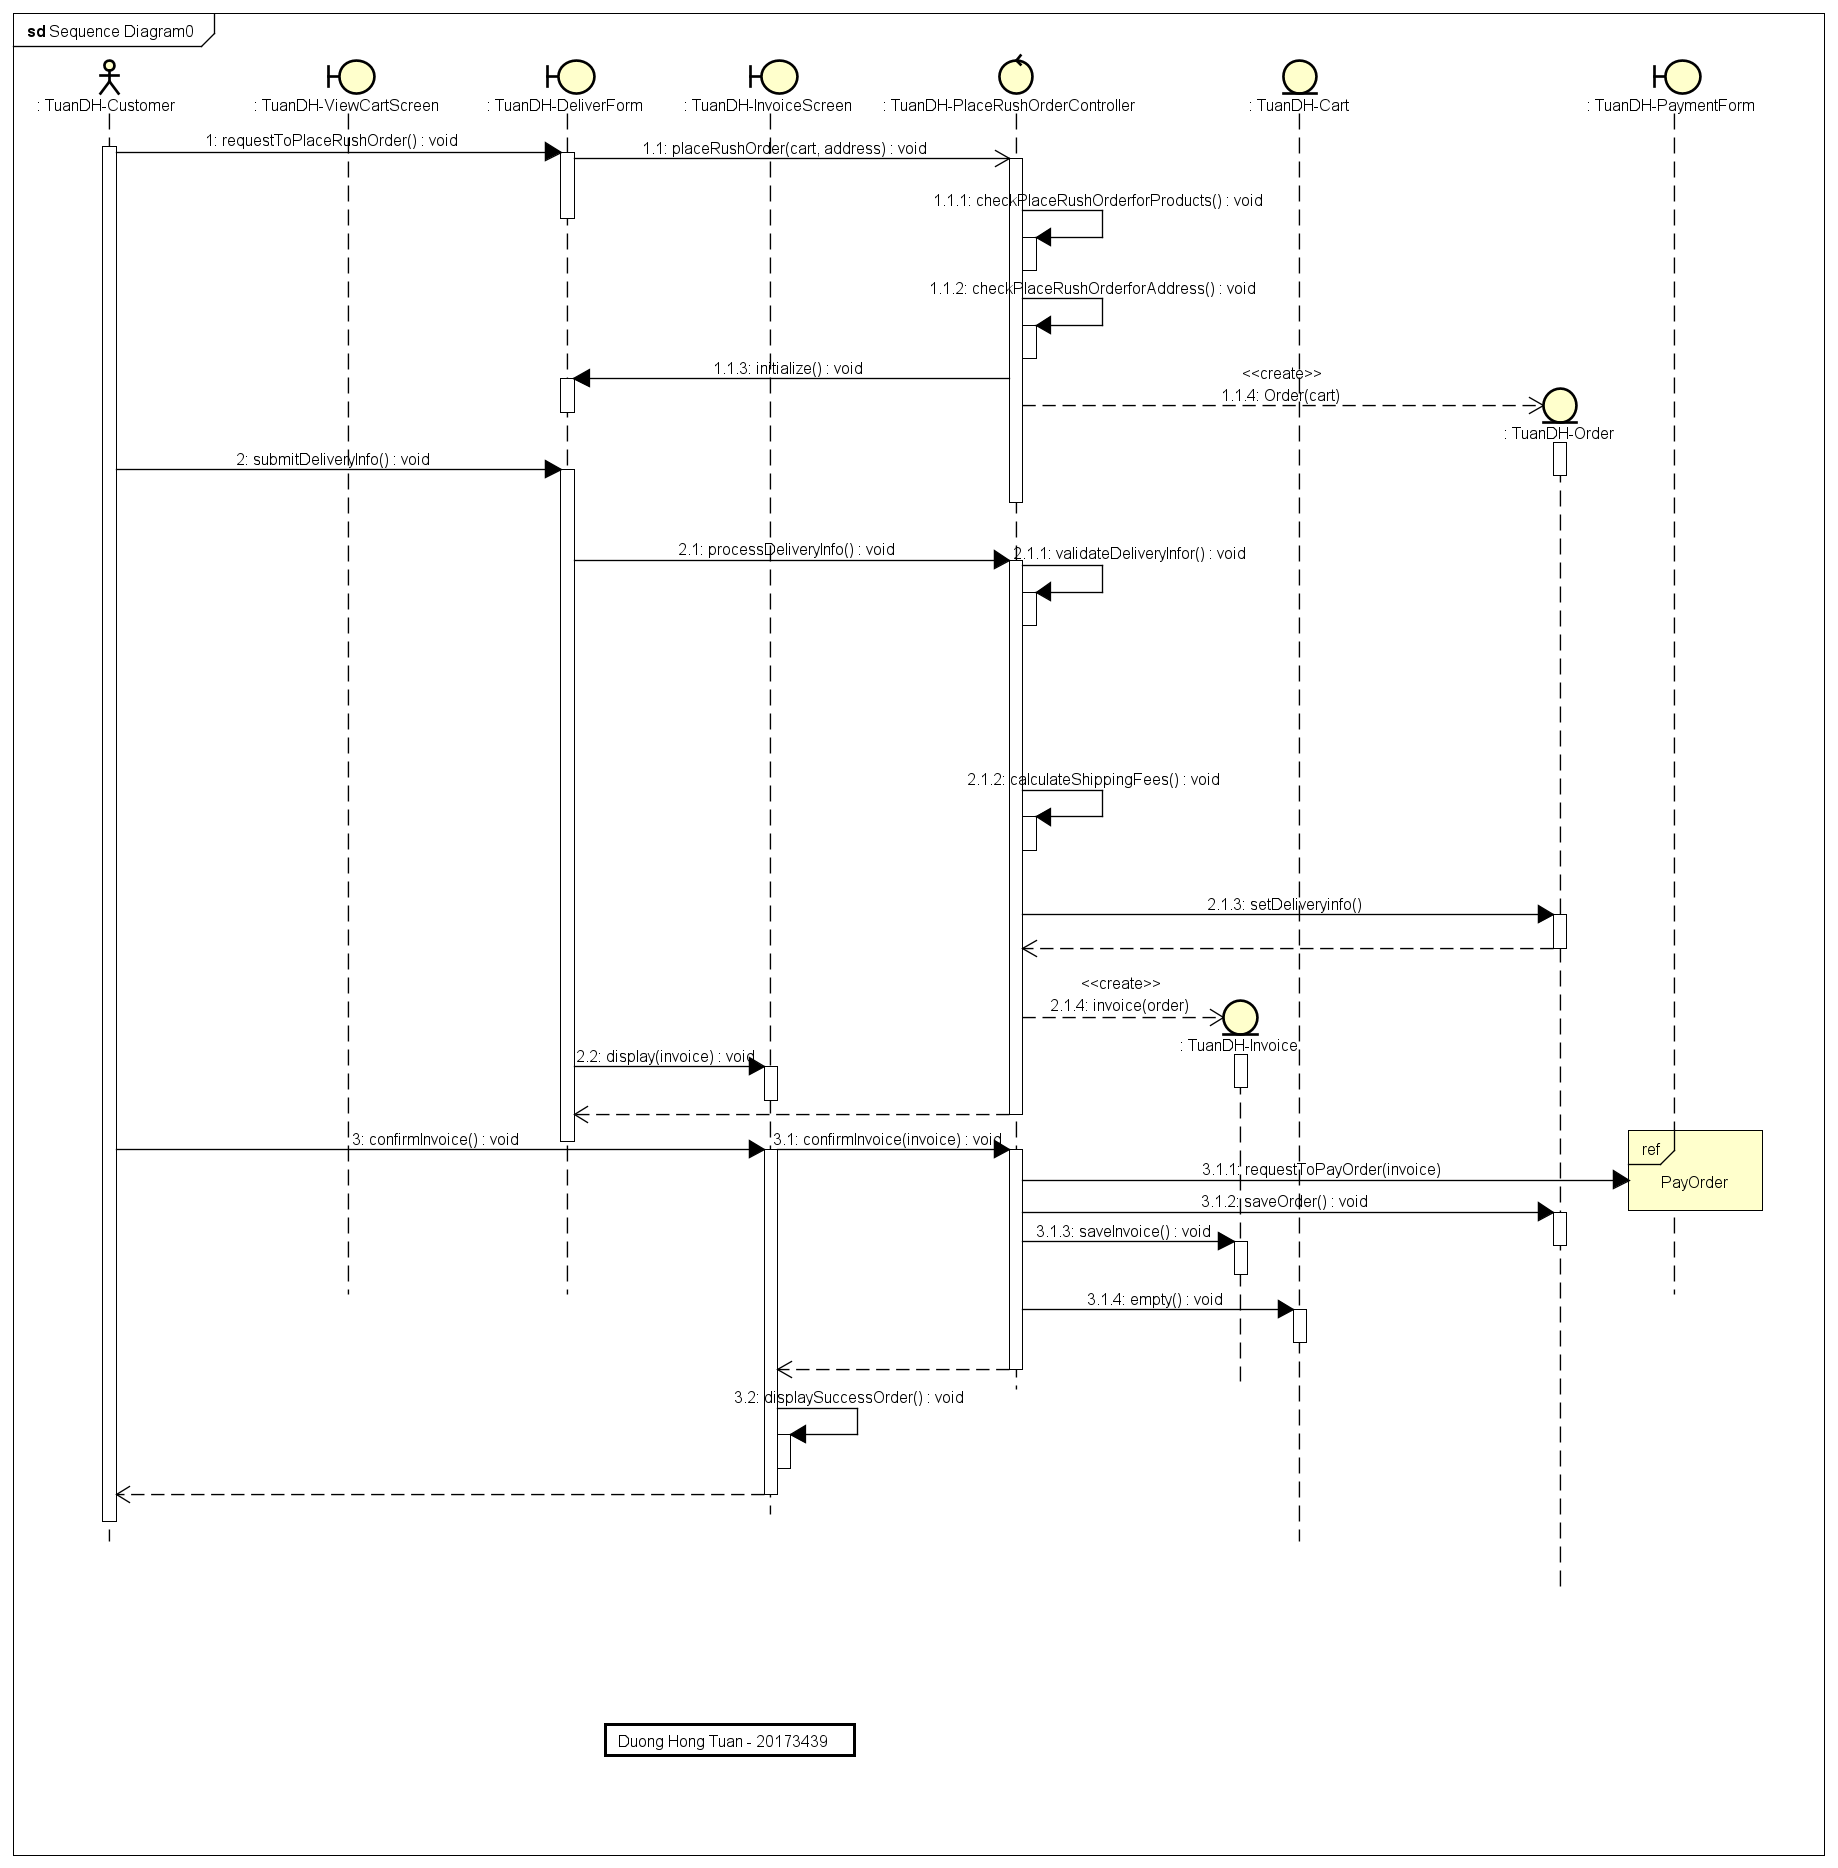 sd Sequence Diagram0
: TuanDH-Customer
: TuanDH-ViewCartScreen
: TuanDH-DeliverForm
: TuanDH-InvoiceScreen
: TuanDH-PlaceRushOrderController
: TuanDH-Cart
: TuanDH-PaymentForm
1: requestToPlaceRushOrder() : void
1.1: placeRushOrder(cart, address) : void
1.1.1: checkPlaceRushOrderforProducts() : void
1.1.2: checkPlaceRushOrderforAddress() : void
1.1.3: initialize() : void
<<create>>
1.1.4: Order(cart)
: TuanDH-Order
2: submitDeliveryInfo() : void
2.1: processDeliveryInfo() : void
2.1.1: validateDeliveryInfor() : void
2.1.2: calculateShippingFees() : void
2.1.3: setDeliveryinfo()
<<create>>
2.1.4: invoice(order)
: TuanDH-Invoice
2.2: display(invoice) : void
3: confirmInvoice() : void
3.1: confirmInvoice(invoice) : void
ref
PayOrder
3.1.1: requestToPayOrder(invoice)
3.1.2: saveOrder() : void
3.1.3: saveInvoice() : void
3.1.4: empty() : void
3.2: displaySuccessOrder() : void
Duong Hong Tuan - 20173439